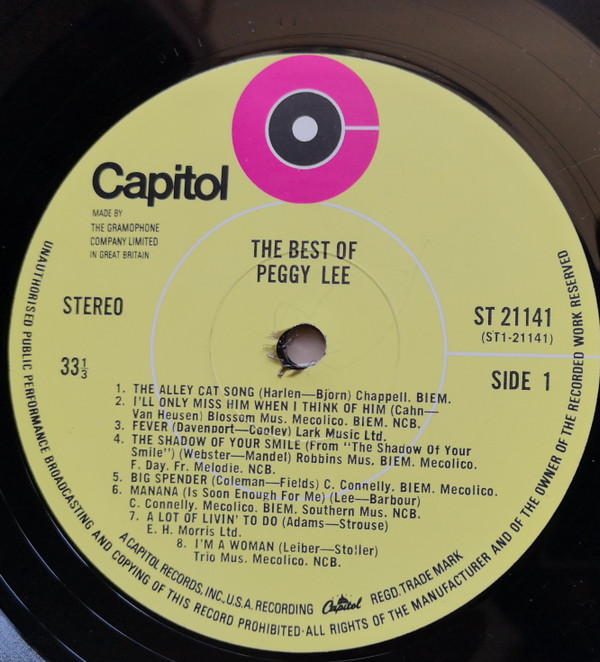 Capitol
MADE BY
THE GRAMOPHONE
COMPANY LIMITED
IN GREAT BRITAIN
THE BEST OF
PEGGY LEE
STEREO
ST 21141
(ST1-21141)
33 1/3
SIDE 1
1. THE ALLEY CAT SONG (Harlen—Bjorn) Chappell. BIEM.
2. I'LL ONLY MISS HIM WHEN I THINK OF HIM (Cahn—
Van Heusen) Blossom Mus. Mecolico. BIEM. NCB.
3. FEVER (Davenport—Cooley) Lark Music Ltd.
4. THE SHADOW OF YOUR SMILE (From "The Shadow Of Your
Smile") (Webster—Mandel) Robbins Mus. BIEM. Mecolico.
F. Day. Fr. Melodie. NCB.
5. BIG SPENDER (Coleman—Fields) C. Connelly. BIEM. Mecolico.
6. MANANA (Is Soon Enough For Me) (Lee—Barbour)
C. Connelly. Mecolico. BIEM. Southern Mus. NCB.
7. A LOT OF LIVIN' TO DO (Adams—Strouse)
E. H. Morris Ltd.
8. I'M A WOMAN (Leiber—Stoller)
Trio Mus. Mecolico. NCB.
A CAPITOL RECORDS, INC., U.S.A. RECORDING Capitol REGD. TRADE MARK
UNAUTHORISED PUBLIC PERFORMANCE BROADCASTING AND COPYING OF THIS RECORD PROHIBITED·ALL RIGHTS OF THE MANUFACTURER AND OF THE OWNER OF THE RECORDED WORK RESERVED